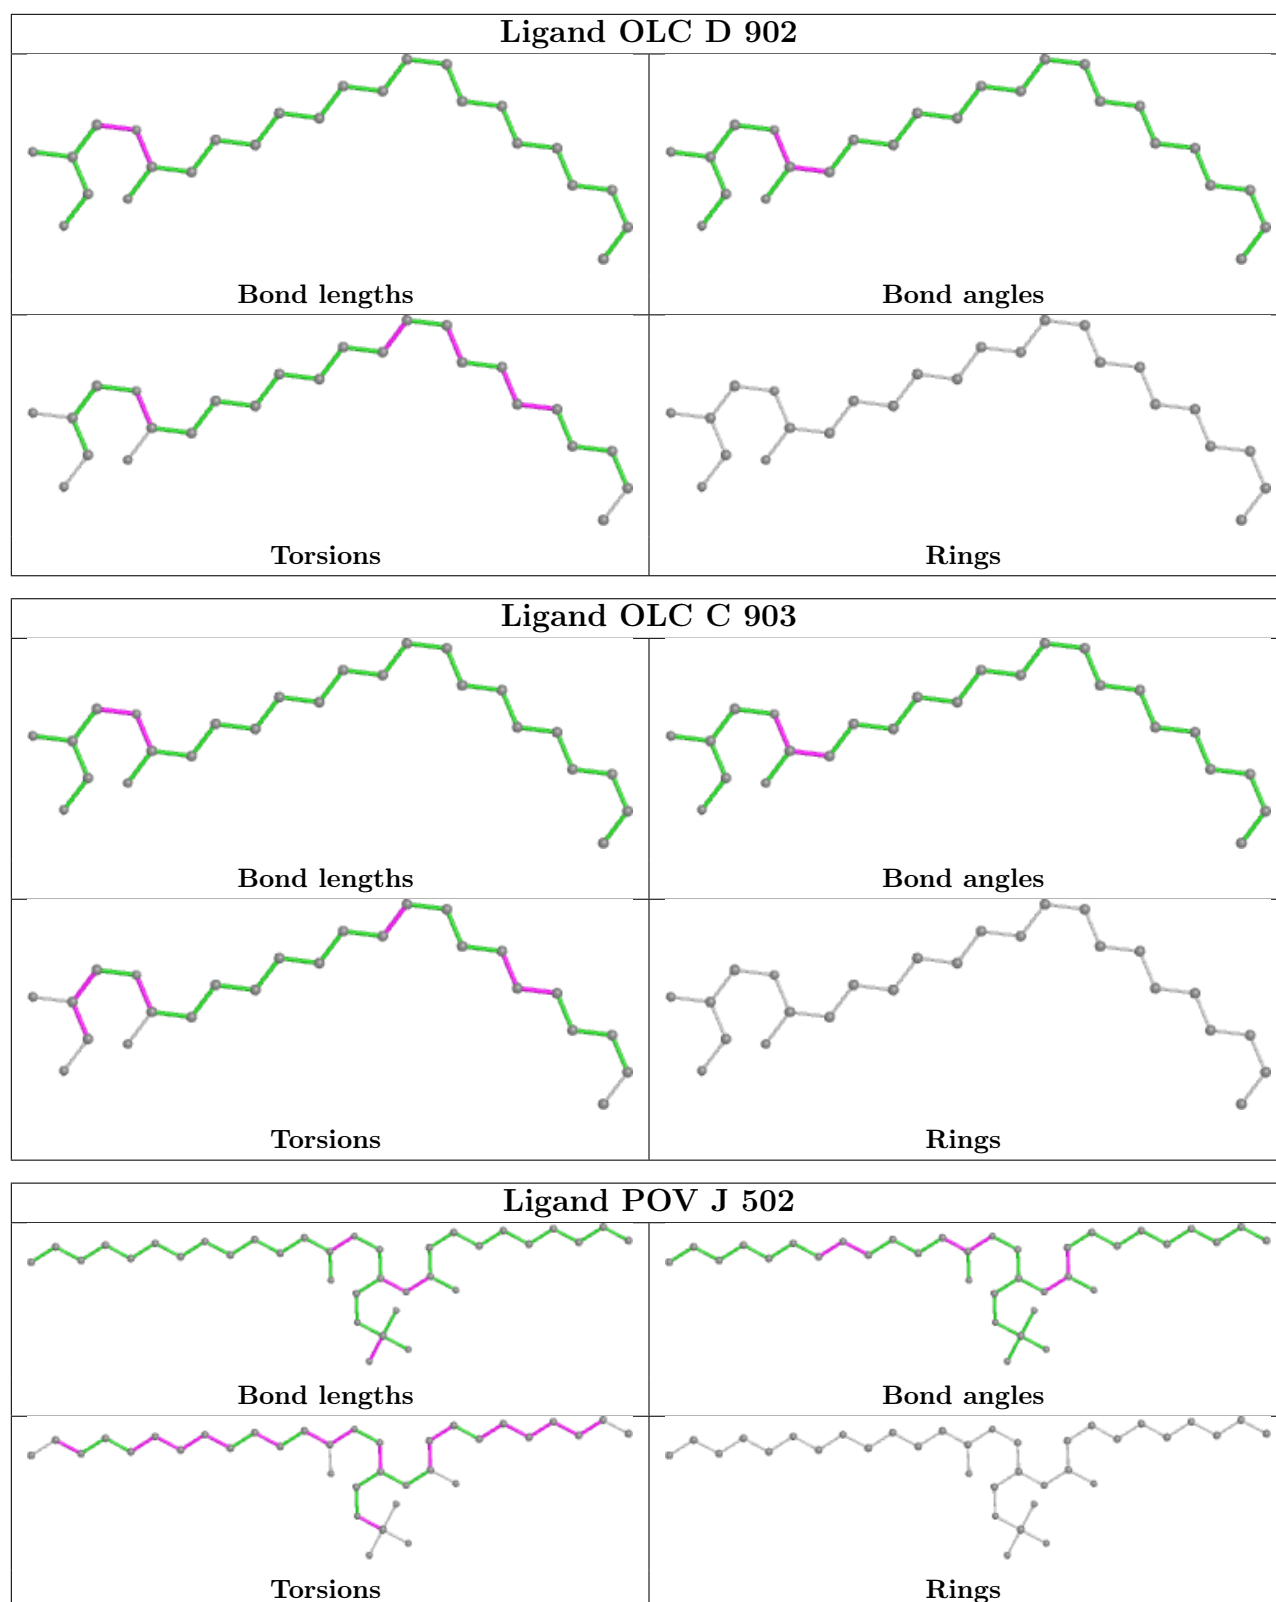 Ligand OLC D 902
Bond lengths
Bond angles
Torsions
Rings
Ligand OLC C 903
Bond lengths
Bond angles
Torsions
Rings
Ligand POV J 502
Bond lengths
Bond angles
Torsions
Rings